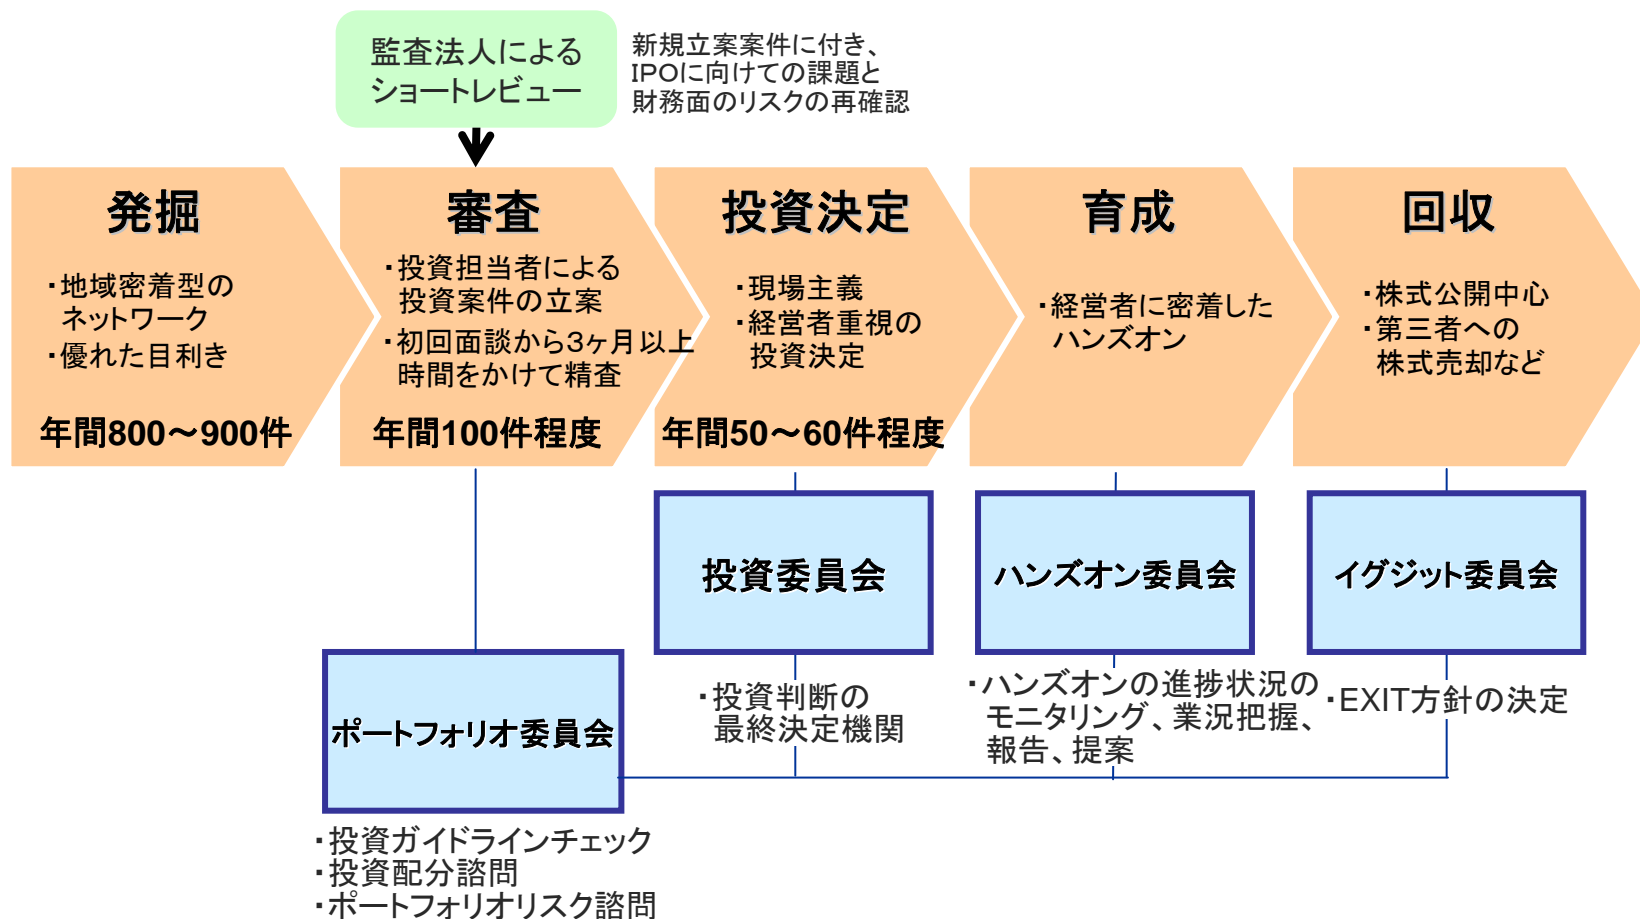 監査法人による
ショートレビュー
新規立案案件に付き、
IPOに向けての課題と
財務面のリスクの再確認
発掘
・地域密着型の
ネットワーク
・優れた目利き
年間800～900件
審査
・投資担当者による
投資案件の立案
・初回面談から3ヶ月以上
時間をかけて精査
年間100件程度
投資決定
・現場主義
・経営者重視の
投資決定
年間50～60件程度
育成
・経営者に密着した
ハンズオン
回収
・株式公開中心
・第三者への
株式売却など
投資委員会
・投資判断の
最終決定機関
ハンズオン委員会
・ハンズオンの進捗状況の
モニタリング、業況把握、
報告、提案
イグジット委員会
・EXIT方針の決定
ポートフォリオ委員会
・投資ガイドラインチェック
・投資配分諮問
・ポートフォリオリスク諮問